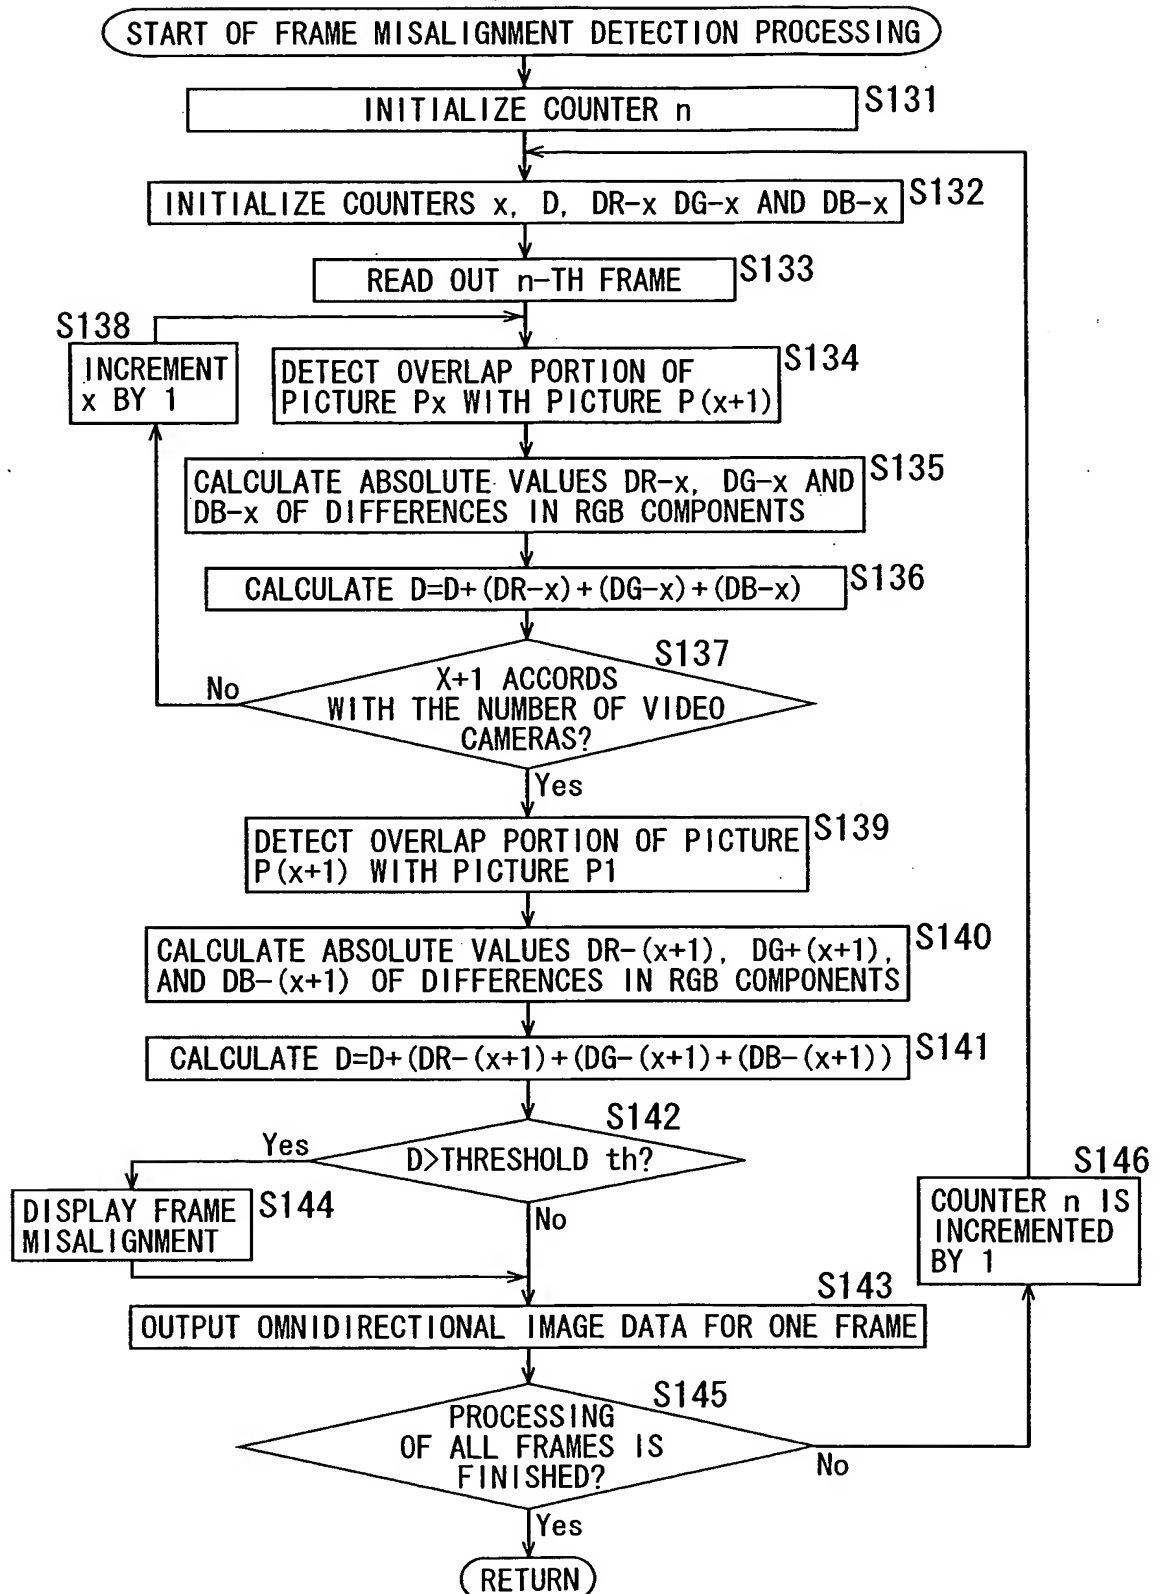 START OF FRAME MISALIGNMENT DETECTION PROCESSING
INITIALIZE COUNTER n
S131
INITIALIZE COUNTERS x, D, DR-x DG-x AND DB-x
S132
READ OUT n-TH FRAME
S133
S138
INCREMENT
x BY 1
DETECT OVERLAP PORTION OF
PICTURE Px WITH PICTURE P(x+1)
S134
CALCULATE ABSOLUTE VALUES DR-x, DG-x AND
DB-x OF DIFFERENCES IN RGB COMPONENTS
S135
CALCULATE D=D+(DR-x)+(DG-x)+(DB-x)
S136
S137
X+1 ACCORDS
WITH THE NUMBER OF VIDEO
CAMERAS?
No
Yes
DETECT OVERLAP PORTION OF PICTURE
P(x+1) WITH PICTURE P1
S139
CALCULATE ABSOLUTE VALUES DR-(x+1), DG+(x+1),
AND DB-(x+1) OF DIFFERENCES IN RGB COMPONENTS
S140
CALCULATE D=D+(DR-(x+1)+(DG-(x+1)+(DB-(x+1))
S141
S142
D>THRESHOLD th?
Yes
No
DISPLAY FRAME
MISALIGNMENT
S144
S146
COUNTER n IS
INCREMENTED
BY 1
S143
OUTPUT OMNIDIRECTIONAL IMAGE DATA FOR ONE FRAME
S145
PROCESSING
OF ALL FRAMES IS
FINISHED?
No
Yes
RETURN